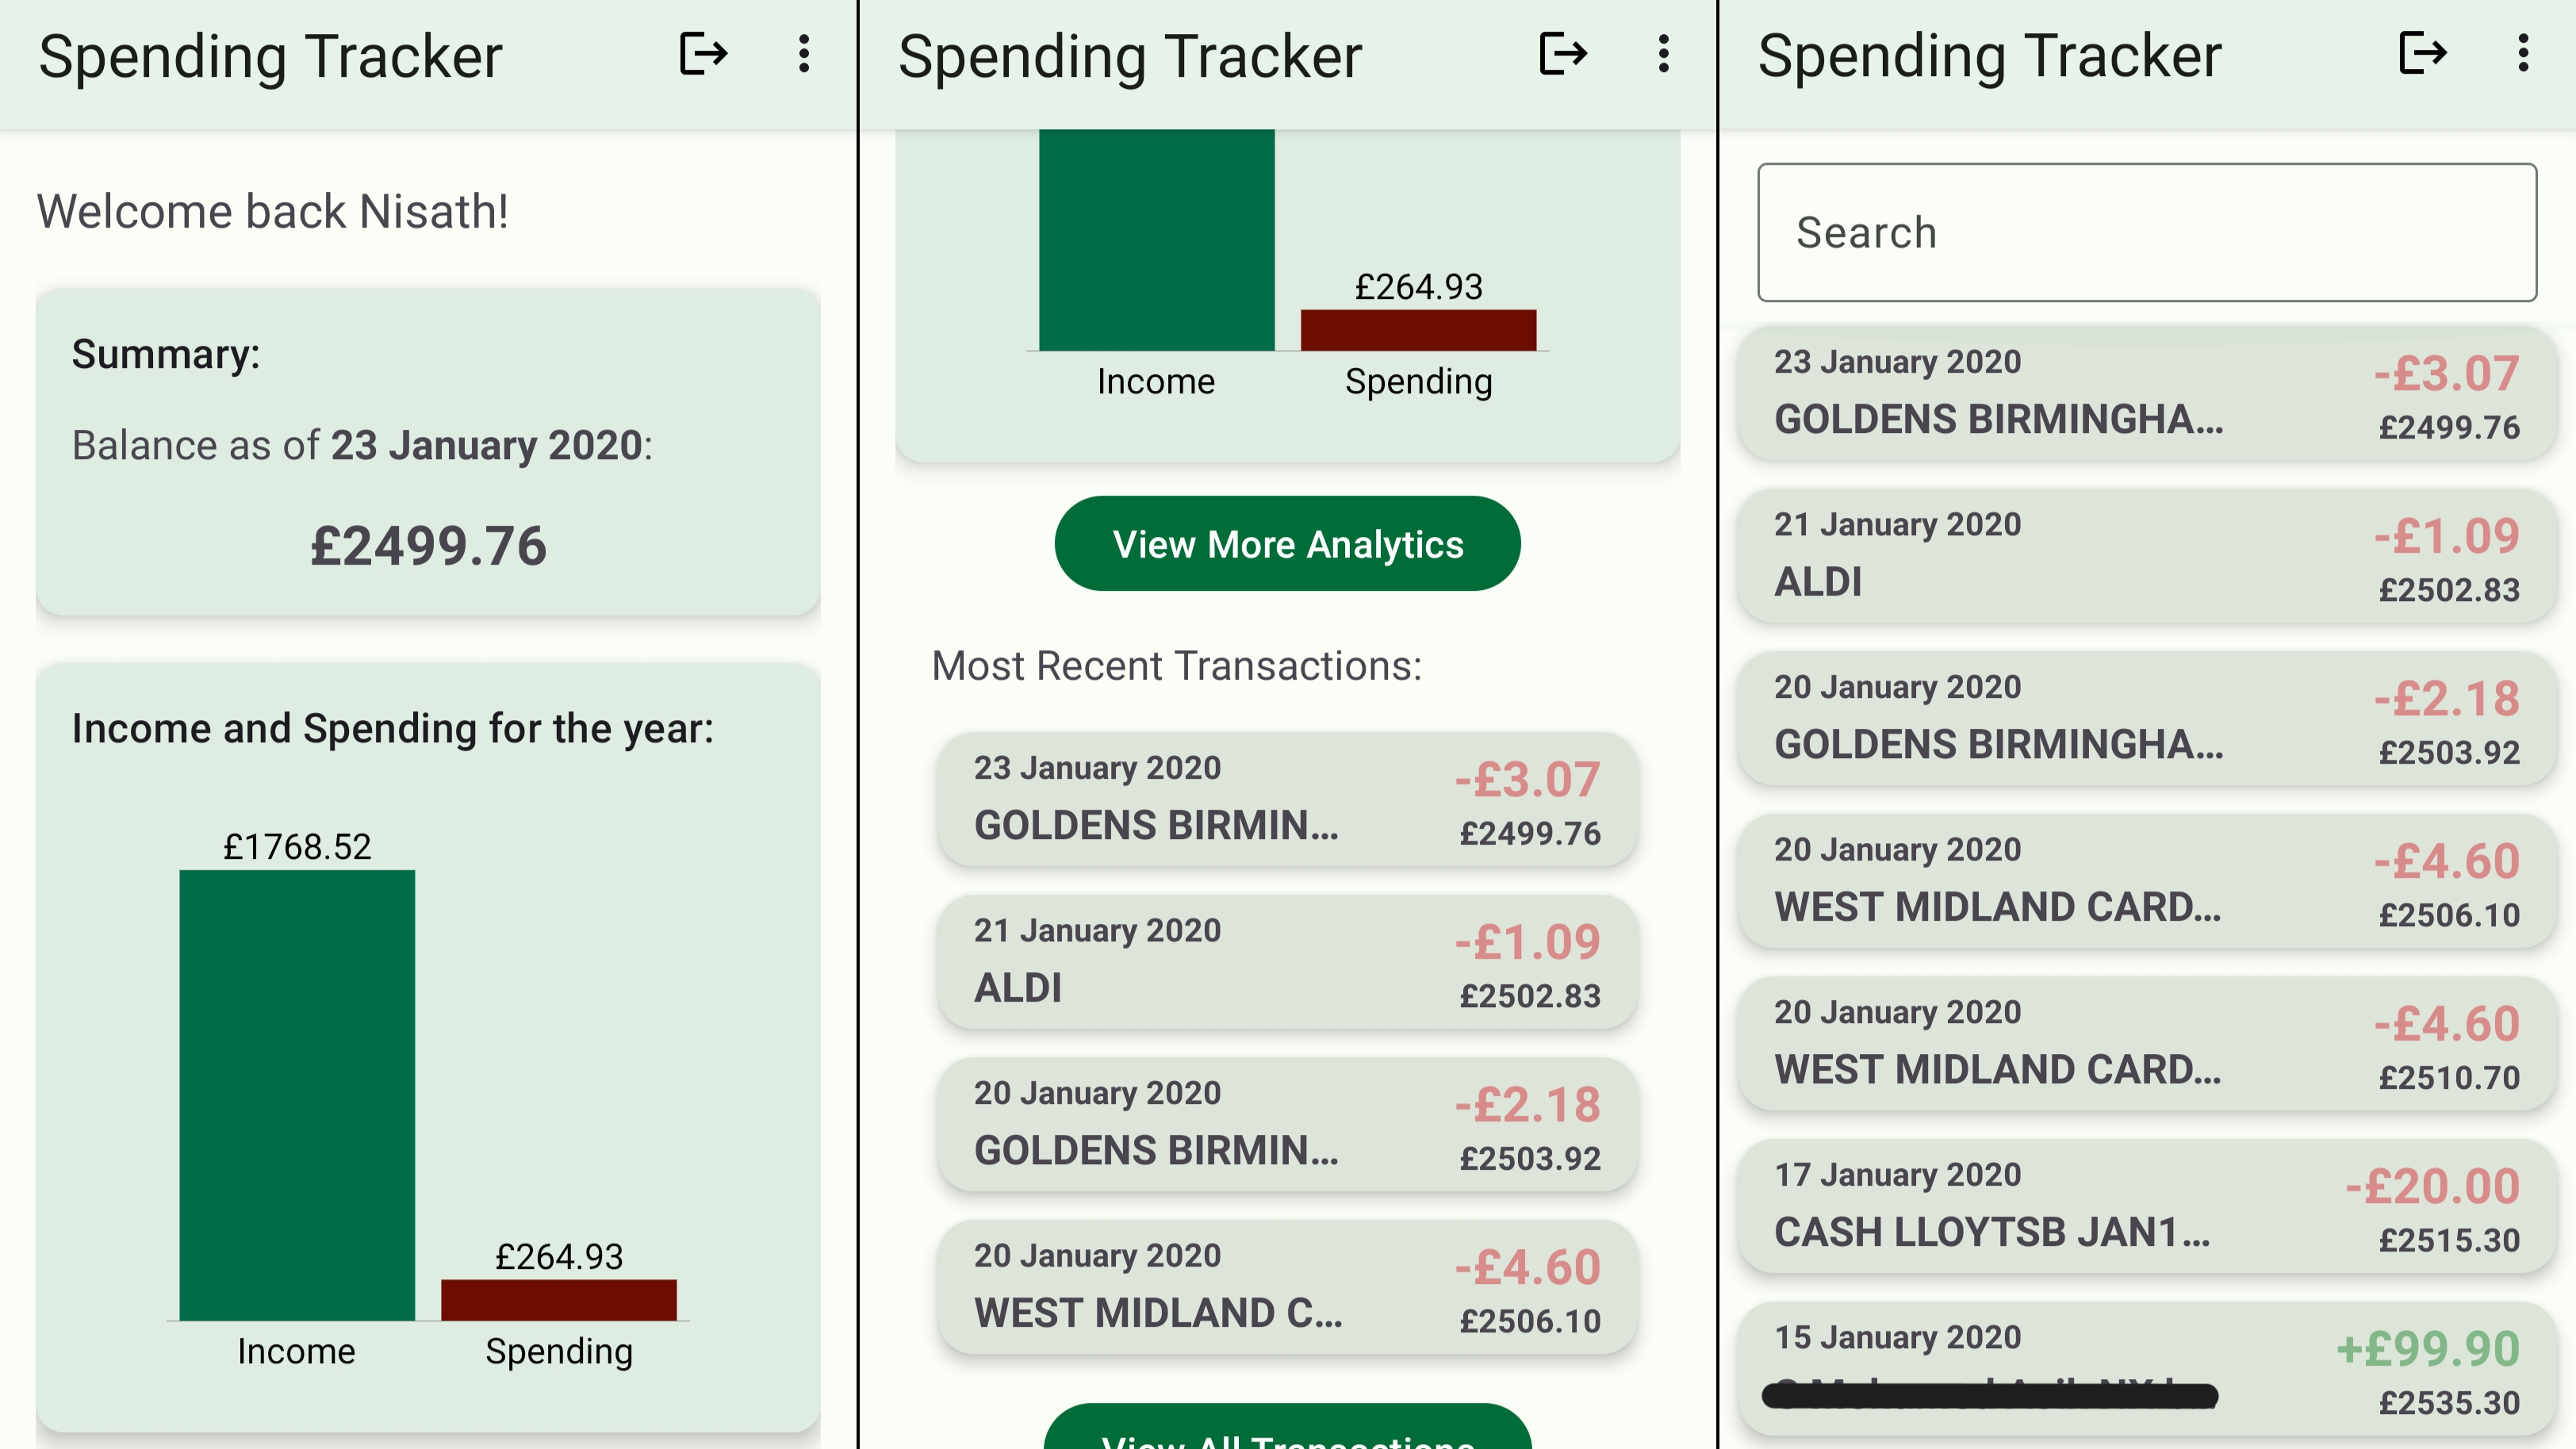 Spending Tracker
Welcome back Nisath!
Summary:
Balance as of 23 January 2020:
£2499.76
Income and Spending for the year:
£1768.52
£264.93
Income
Spending
Spending Tracker
£264.93
Income
Spending
View More Analytics
Most Recent Transactions:
23 January 2020
-£3.07
GOLDENS BIRMIN...
£2499.76
21 January 2020
-£1.09
ALDI
£2502.83
20 January 2020
-£2.18
GOLDENS BIRMIN...
£2503.92
20 January 2020
-£4.60
WEST MIDLAND C...
£2506.10
View All Transactions
Spending Tracker
Search
23 January 2020
-£3.07
GOLDENS BIRMINGHA...
£2499.76
21 January 2020
-£1.09
ALDI
£2502.83
20 January 2020
-£2.18
GOLDENS BIRMINGHA...
£2503.92
20 January 2020
-£4.60
WEST MIDLAND CARD...
£2506.10
20 January 2020
-£4.60
WEST MIDLAND CARD...
£2510.70
17 January 2020
-£20.00
CASH LLOYTSB JAN1...
£2515.30
15 January 2020
+£99.90
£2535.30